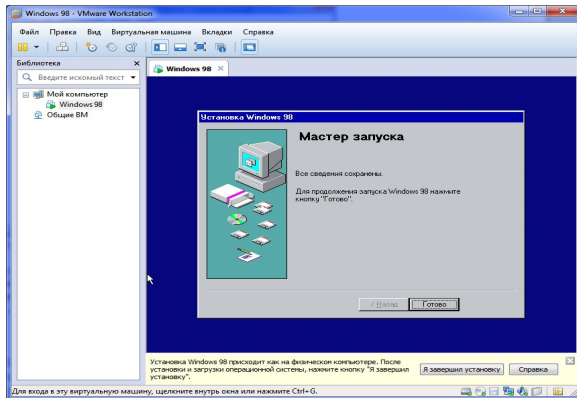 Windows 98 - VMware Workstation
Файл Правка Вид Виртуальная машина Вкладки Справка
Библиотека
Введите искомый текст
Мой компьютер
Windows 98
Общие ВМ
Windows 98
Установка Windows 98
Мастер запуска
Все сведения сохранены.
Для продолжения запуска Windows 98 нажмите
кнопку "Готово".
< Назад Готово
Установка Windows 98 присходит как на физическом компьютере. После
установки и загрузки операционной системы, нажмите кнопку "Я завершил
установку".
Я завершил установку Справка
Для входа в эту виртуальную машину, щелкните внутрь окна или нажмите Ctrl+G.